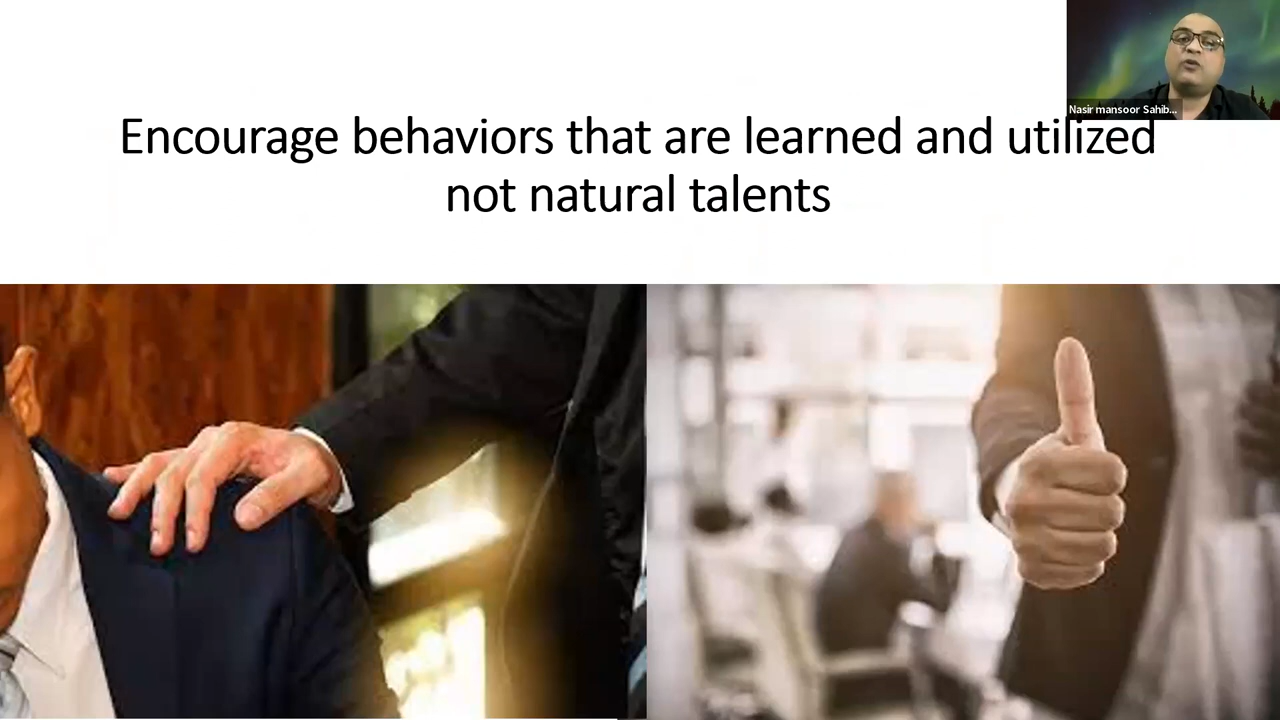 Nasir mansoor Sahib...
Encourage behaviors that are learned and utilized
not natural talents